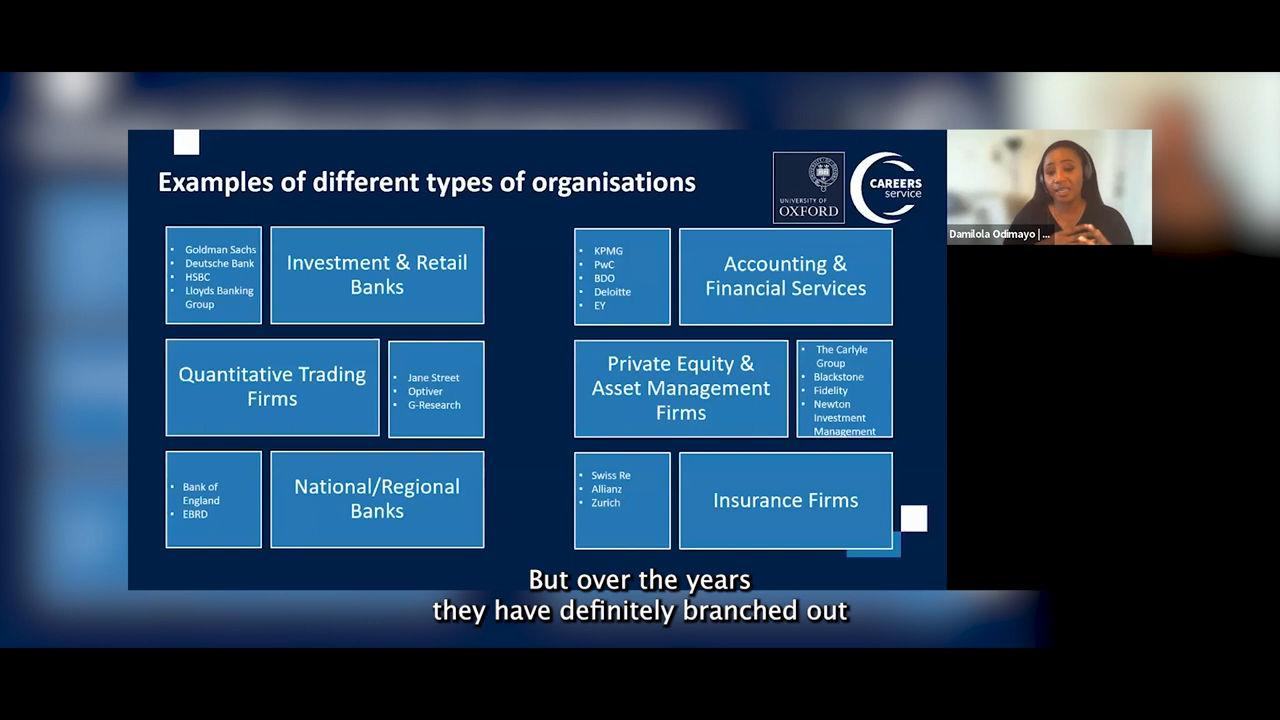 Examples of different types of organisations
UNIVERSITY OF
OXFORD
CAREERS
service
Damilola Odimayo | ...
• Goldman Sachs
• Deutsche Bank
• HSBC
• Lloyds Banking
Group
Investment & Retail
Banks
• KPMG
• PwC
• BDO
• Deloitte
• EY
Accounting &
Financial Services
Quantitative Trading
Firms
• Jane Street
• Optiver
• G-Research
Private Equity &
Asset Management
Firms
• The Carlyle
Group
• Blackstone
• Fidelity
• Newton
Investment
Management
• Bank of
England
• EBRD
National/Regional
Banks
• Swiss Re
• Allianz
• Zurich
Insurance Firms
But over the years
they have definitely branched out